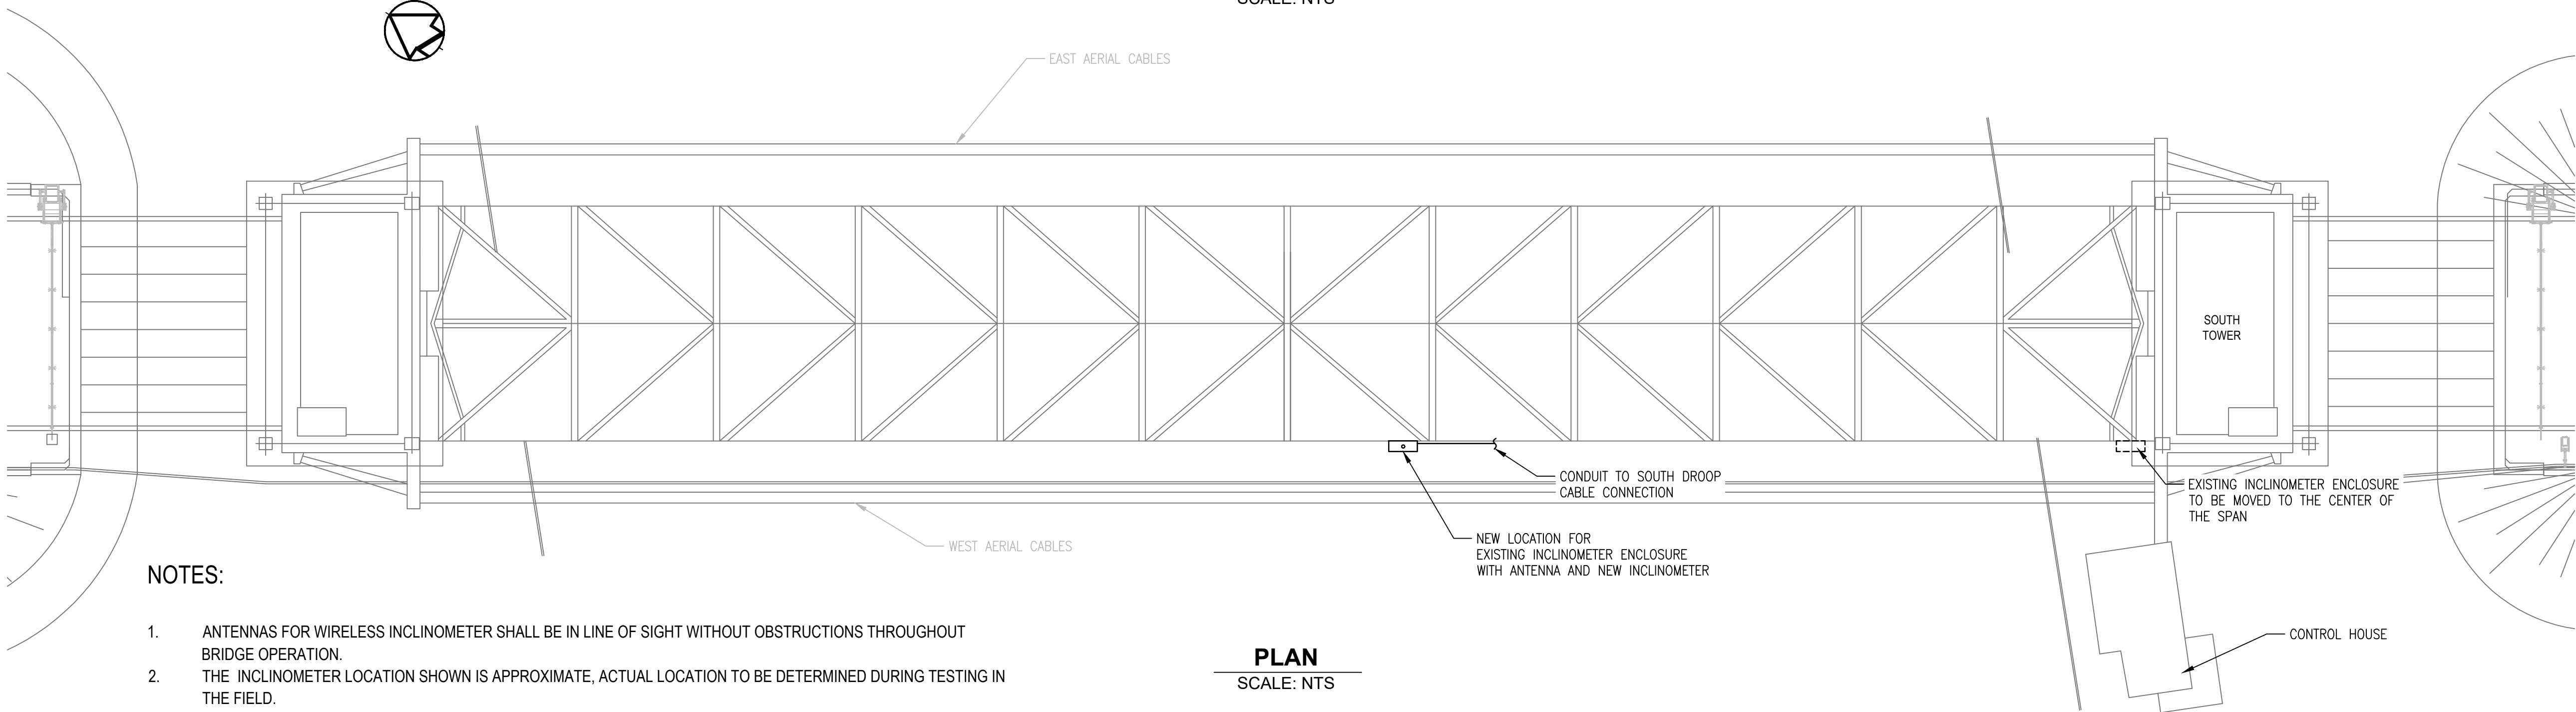 SCALE: NTS
EAST AERIAL CABLES
SOUTH
TOWER
CONDUIT TO SOUTH DROOP
CABLE CONNECTION
EXISTING INCLINOMETER ENCLOSURE
TO BE MOVED TO THE CENTER OF
THE SPAN
NEW LOCATION FOR
EXISTING INCLINOMETER ENCLOSURE
WITH ANTENNA AND NEW INCLINOMETER
WEST AERIAL CABLES
NOTES:
1. ANTENNAS FOR WIRELESS INCLINOMETER SHALL BE IN LINE OF SIGHT WITHOUT OBSTRUCTIONS THROUGHOUT
BRIDGE OPERATION.
2. THE INCLINOMETER LOCATION SHOWN IS APPROXIMATE, ACTUAL LOCATION TO BE DETERMINED DURING TESTING IN
THE FIELD.
PLAN
SCALE: NTS
CONTROL HOUSE